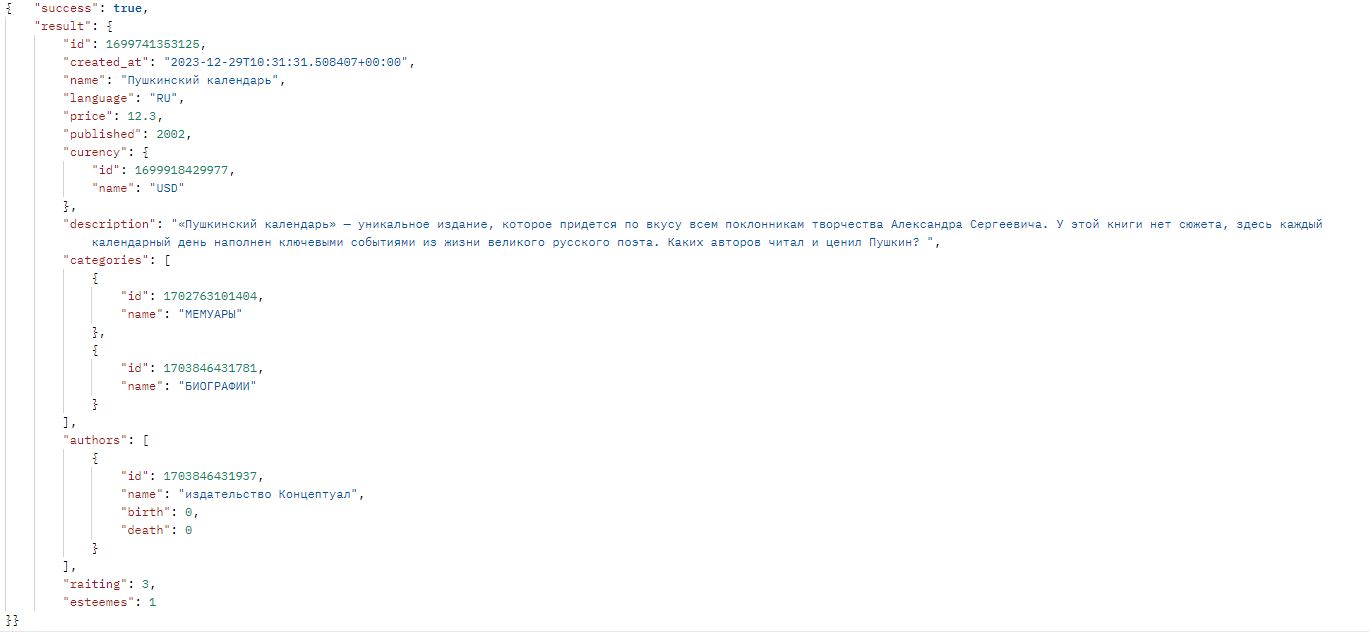 {   "success": true,
"result": {
"id": 1699741353125,
"created_at": "2023-12-29T10:31:31.508407+00:00",
"name": "Пушкинский календарь",
"language": "RU",
"price": 12.3,
"published": 2002,
"curency": {
"id": 1699918429977,
"name": "USD"
},
"description": "«Пушкинский календарь» — уникальное издание, которое придется по вкусу всем поклонникам творчества Александра Сергеевича. У этой книги нет сюжета, здесь каждый
календарный день наполнен ключевыми событиями из жизни великого русского поэта. Каких авторов читал и ценил Пушкин? ",
"categories": [
{
"id": 1702763101404,
"name": "МЕМУАРЫ"
},
{
"id": 1703846431781,
"name": "БИОГРАФИИ"
}
],
"authors": [
{
"id": 1703846431937,
"name": "издательство Концептуал",
"birth": 0,
"death": 0
}
],
"raiting": 3,
"esteemes": 1
}}